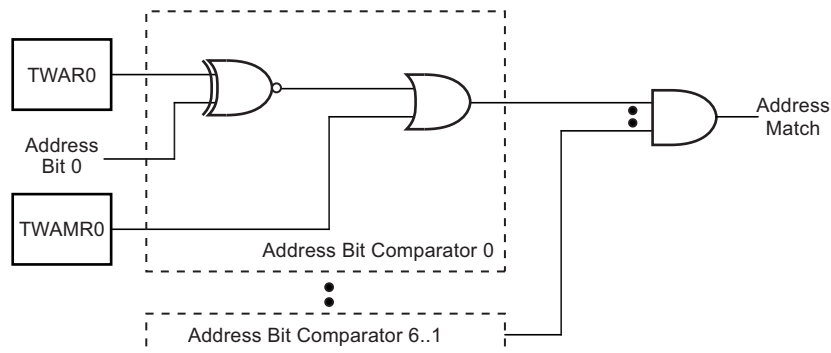 TWAR0
Address
Bit 0
TWAMR0
Address Bit Comparator 0
Address
Match
Address Bit Comparator 6..1